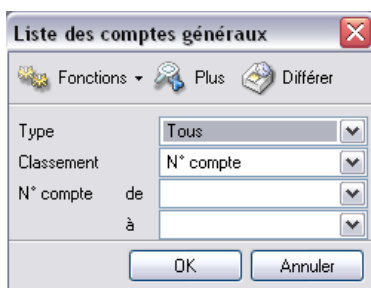 Liste des comptes généraux
Fonctions Plus Différer
Type Tous
Classement N° compte
N° compte de
à
OK Annuler